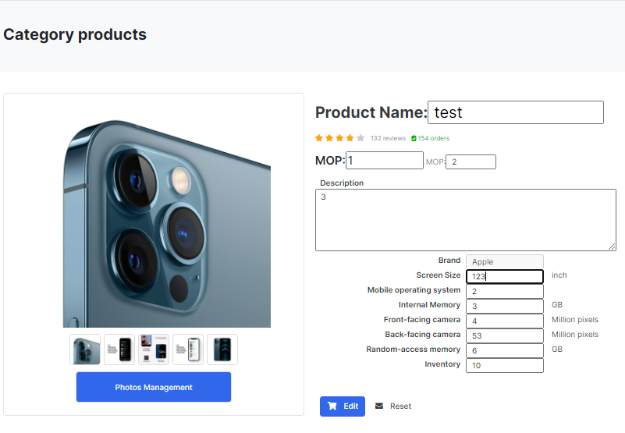 Category products
Product Name: test
132 reviews 154 orders
MOP: 1 MOP: 2
Description
3
Brand Apple
Screen Size 123 inch
Mobile operating system 2
Internal Memory 3 GB
Front-facing camera 4 Million pixels
Back-facing camera 53 Million pixels
Random-access memory 6 GB
Inventory 10
Photos Management
Edit Reset